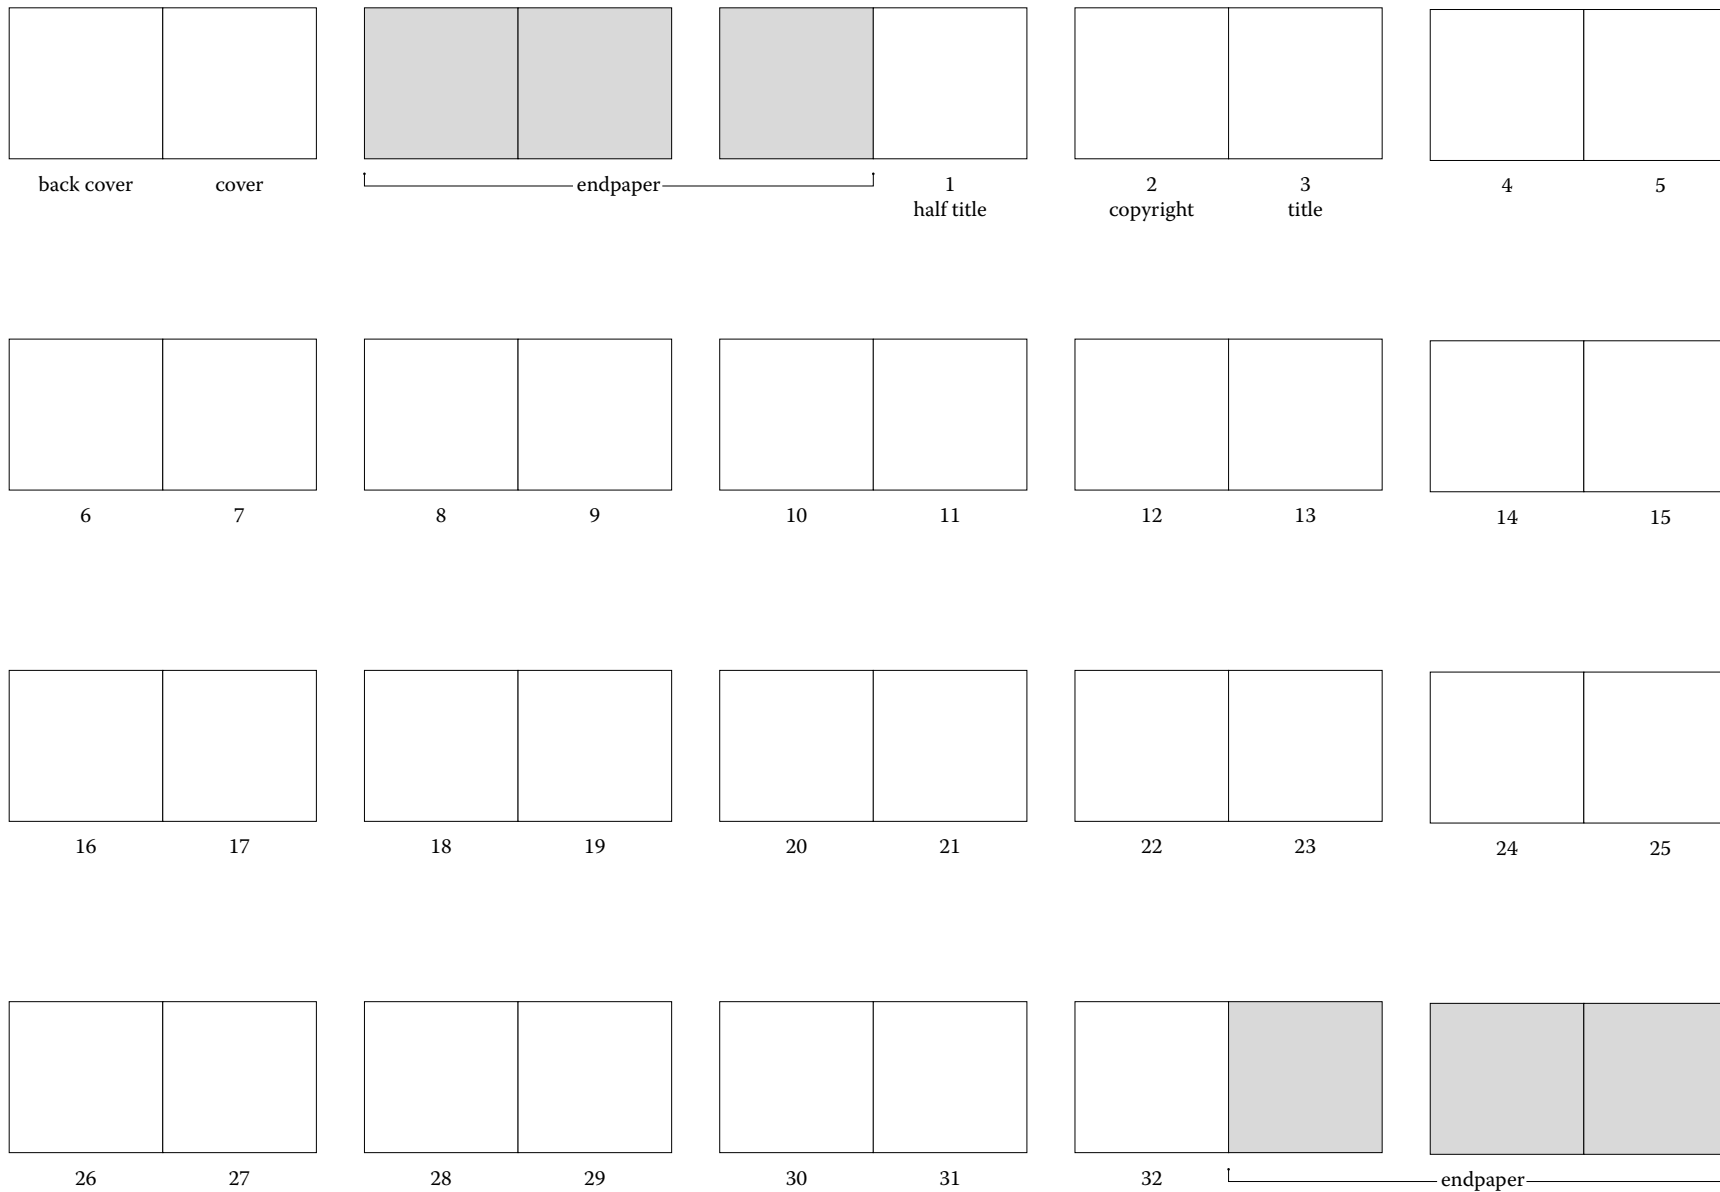 back cover cover endpaper 1 2 3 4 5
half title copyright title
6 7 8 9 10 11 12 13 14 15
16 17 18 19 20 21 22 23 24 25
26 27 28 29 30 31 32 endpaper